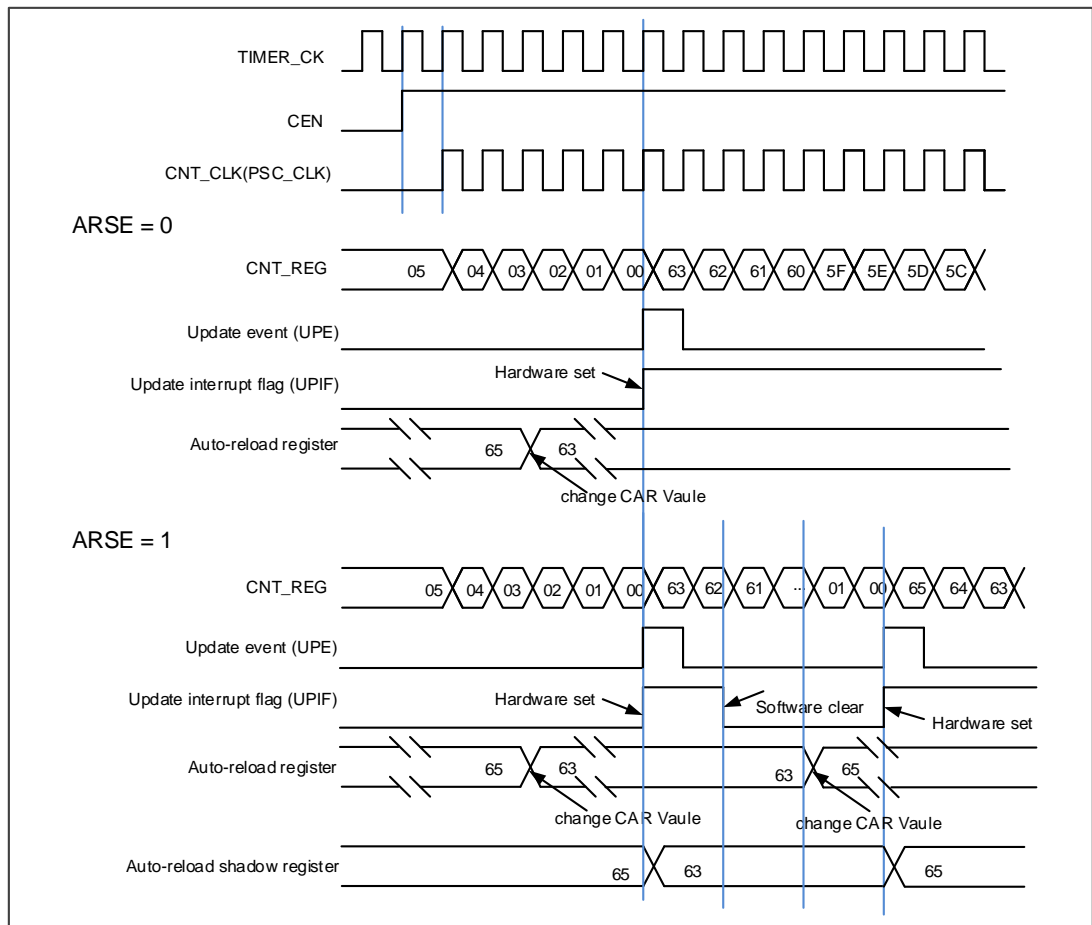 TIMER_CK
CEN
CNT_CLK(PSC_CLK)
ARSE = 0
CNT_REG 05 04 03 02 01 00 63 62 61 60 5F 5E 5D 5C
Update event (UPE)
Update interrupt flag (UPIF) Hardware set
Auto-reload register 65 63
change CAR Vaule
ARSE = 1
CNT_REG 05 04 03 02 01 00 63 62 61 ... 01 00 65 64 63
Update event (UPE)
Update interrupt flag (UPIF) Hardware set Software clear Hardware set
Auto-reload register 65 63 63 65
change CAR Vaule change CAR Vaule
Auto-reload shadow register 65 63 65